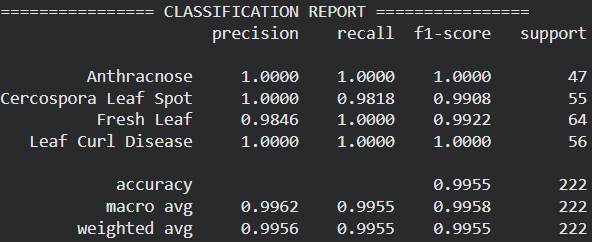 ================ CLASSIFICATION REPORT ================
precision recall f1-score support
Anthracnose 1.0000 1.0000 1.0000 47
Cercospora Leaf Spot 1.0000 0.9818 0.9908 55
Fresh Leaf 0.9846 1.0000 0.9922 64
Leaf Curl Disease 1.0000 1.0000 1.0000 56
accuracy 0.9955 222
macro avg 0.9962 0.9955 0.9958 222
weighted avg 0.9956 0.9955 0.9955 222